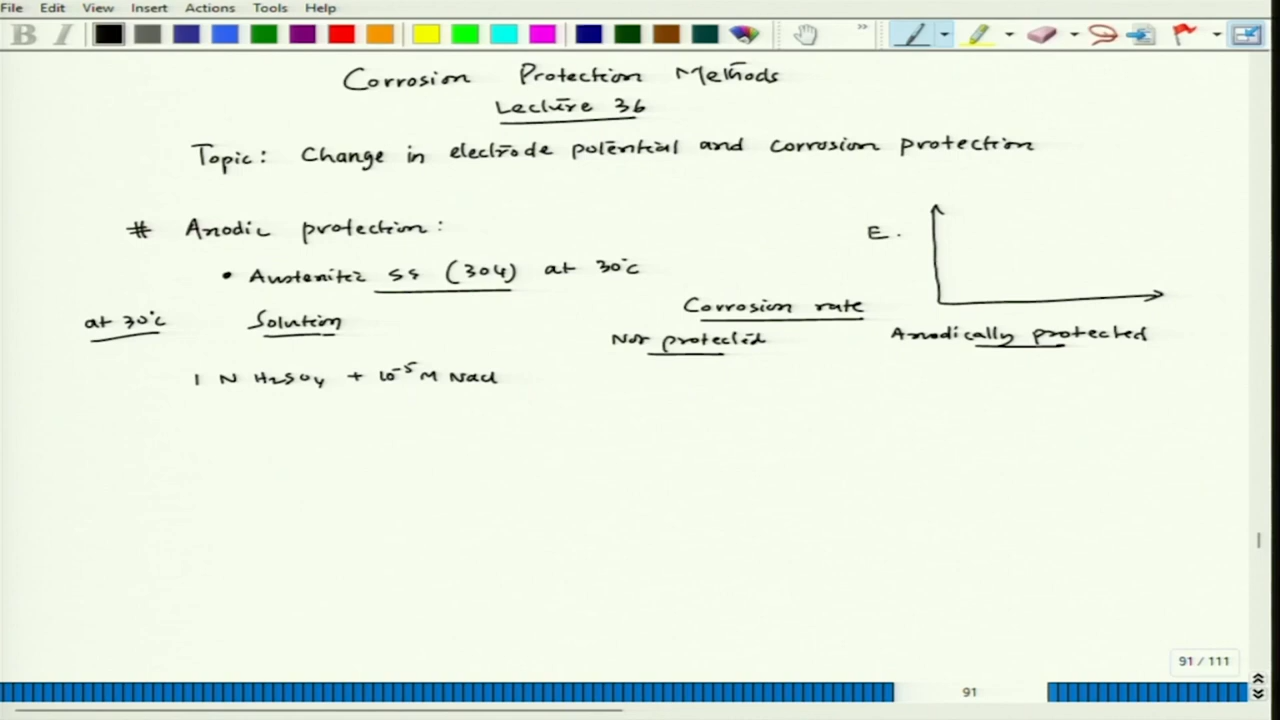 File Edit View Insert Actions Tools Help
B I
Corrosion Protection Methods
Lecture 36
Topic: Change in electrode potential and corrosion protection
# Anodic protection:
E.
• Austenitic SS (304) at 30°C
Corrosion rate
at 30°C Solution
Not protected Anodically protected
1 N H2SO4 + 10⁻⁵ M NaCl
91 / 111
91